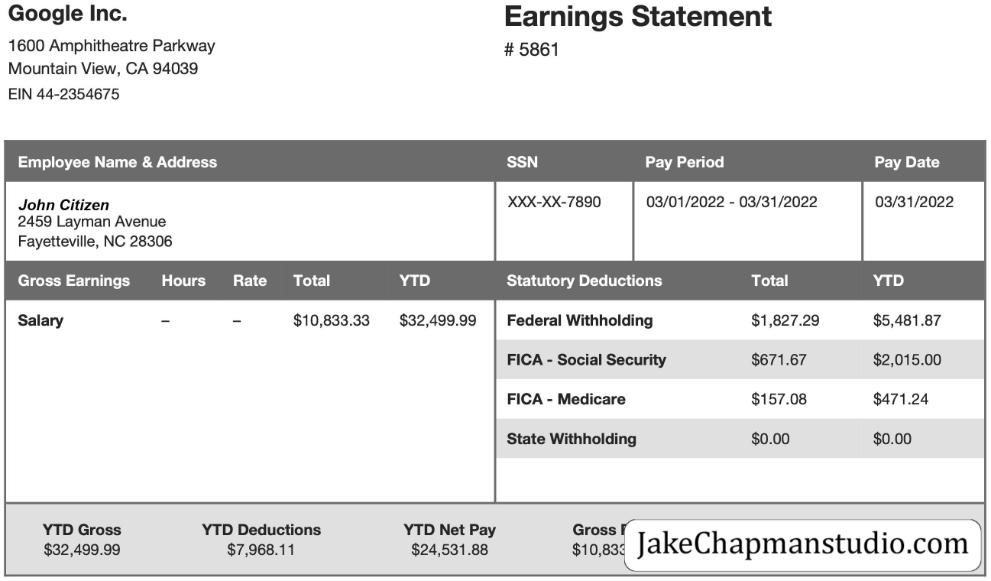 Google Inc.
1600 Amphitheatre Parkway
Mountain View, CA 94039
EIN 44-2354675
Earnings Statement
# 5861
Employee Name & Address SSN Pay Period Pay Date
John Citizen
2459 Layman Avenue
Fayetteville, NC 28306
XXX-XX-7890 03/01/2022 - 03/31/2022 03/31/2022
Gross Earnings Hours Rate Total YTD
Salary – – $10,833.33 $32,499.99
Statutory Deductions Total YTD
Federal Withholding $1,827.29 $5,481.87
FICA - Social Security $671.67 $2,015.00
FICA - Medicare $157.08 $471.24
State Withholding $0.00 $0.00
YTD Gross YTD Deductions YTD Net Pay Gross
$32,499.99 $7,968.11 $24,531.88 $10,833
JakeChapmanstudio.com